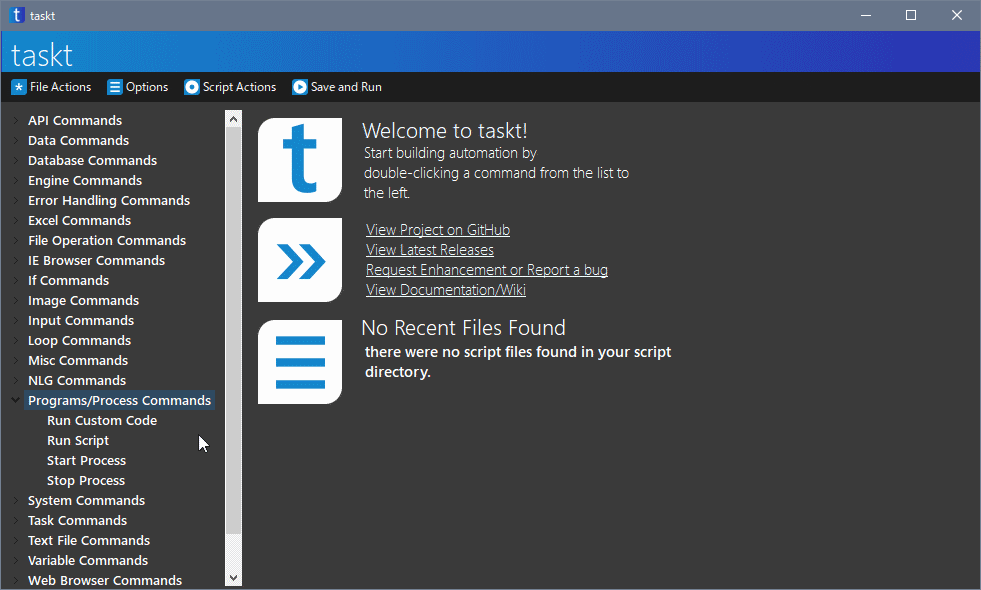 t taskt
taskt
File Actions Options Script Actions Save and Run
API Commands
Data Commands
Database Commands
Engine Commands
Error Handling Commands
Excel Commands
File Operation Commands
IE Browser Commands
If Commands
Image Commands
Input Commands
Loop Commands
Misc Commands
NLG Commands
Programs/Process Commands
Run Custom Code
Run Script
Start Process
Stop Process
System Commands
Task Commands
Text File Commands
Variable Commands
Web Browser Commands
t
Welcome to taskt!
Start building automation by
double-clicking a command from the list to
the left.
View Project on GitHub
View Latest Releases
Request Enhancement or Report a bug
View Documentation/Wiki
No Recent Files Found
there were no script files found in your script
directory.